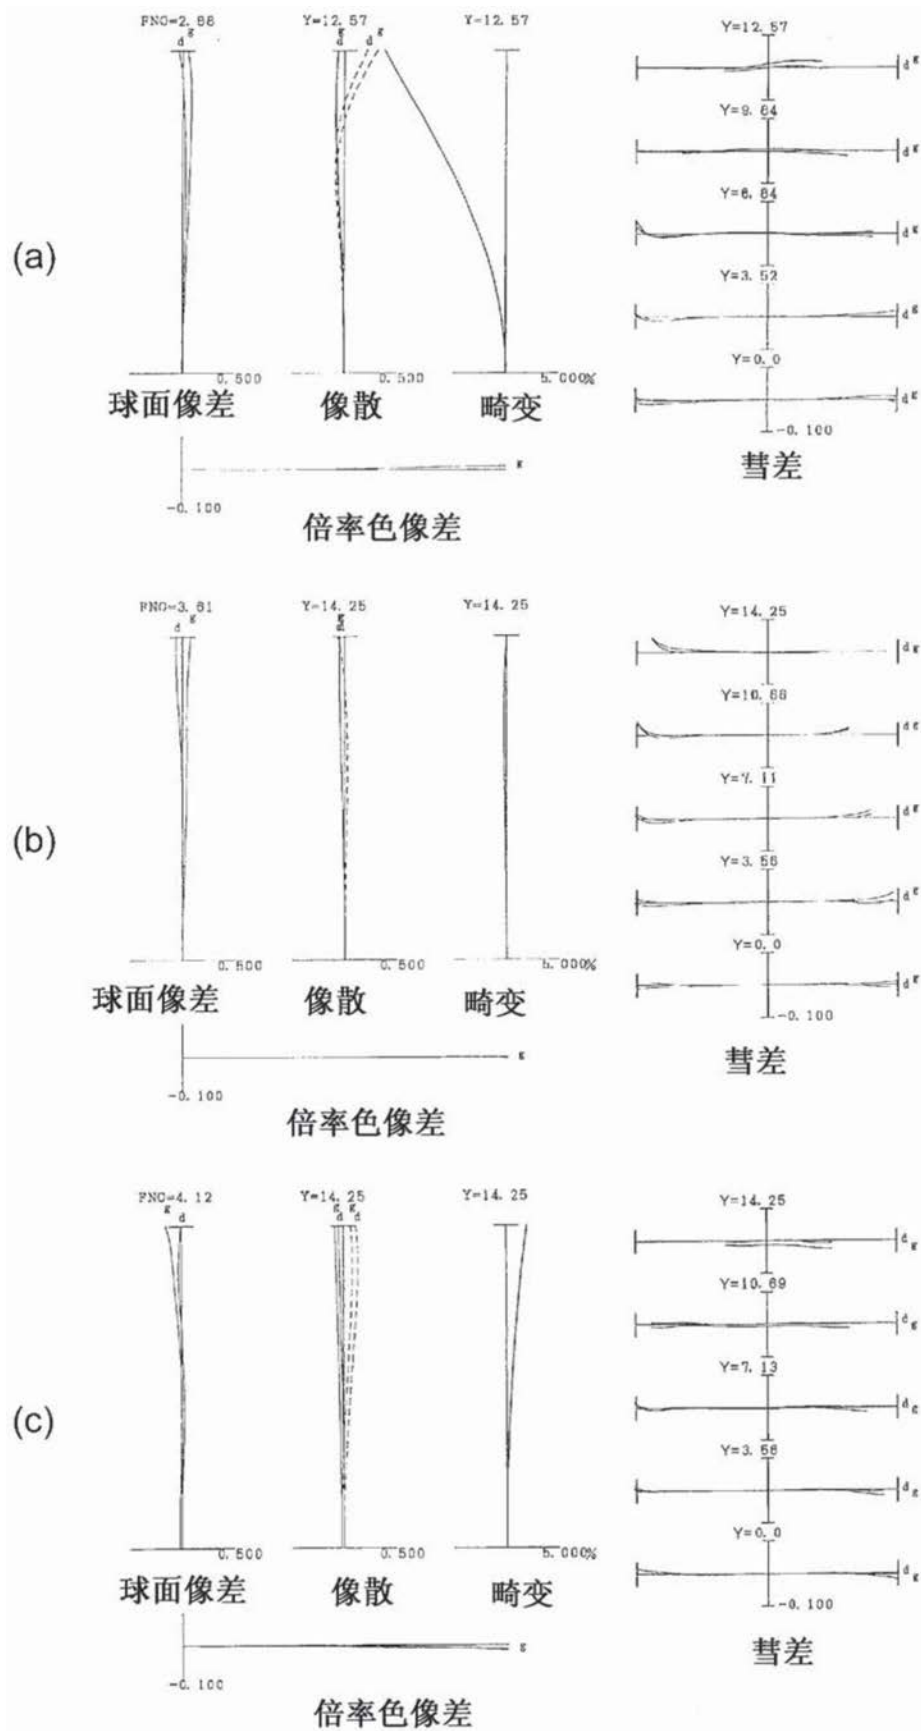 (a)
FNO=2.88
d g
0.500
球面像差
Y=12.57
g
d
d g
0.500
像散
Y=12.57
5.000%
畸变
Y=12.57
d g
Y=9.84
d g
Y=6.84
d g
Y=3.52
d g
Y=0.0
d g
-0.100
彗差
g
-0.100
倍率色像差
(b)
FNO=3.61
d g
0.500
球面像差
Y=14.25
g
0.500
像散
Y=14.25
5.000%
畸变
Y=14.25
d g
Y=10.68
d g
Y=7.11
d g
Y=3.56
d g
Y=0.0
d g
-0.100
彗差
g
-0.100
倍率色像差
(c)
FNO=4.12
g
d
0.500
球面像差
Y=14.25
g g
d d
0.500
像散
Y=14.25
5.000%
畸变
Y=14.25
d g
Y=10.69
d g
Y=7.13
d g
Y=3.56
d g
Y=0.0
d g
-0.100
彗差
g
-0.100
倍率色像差